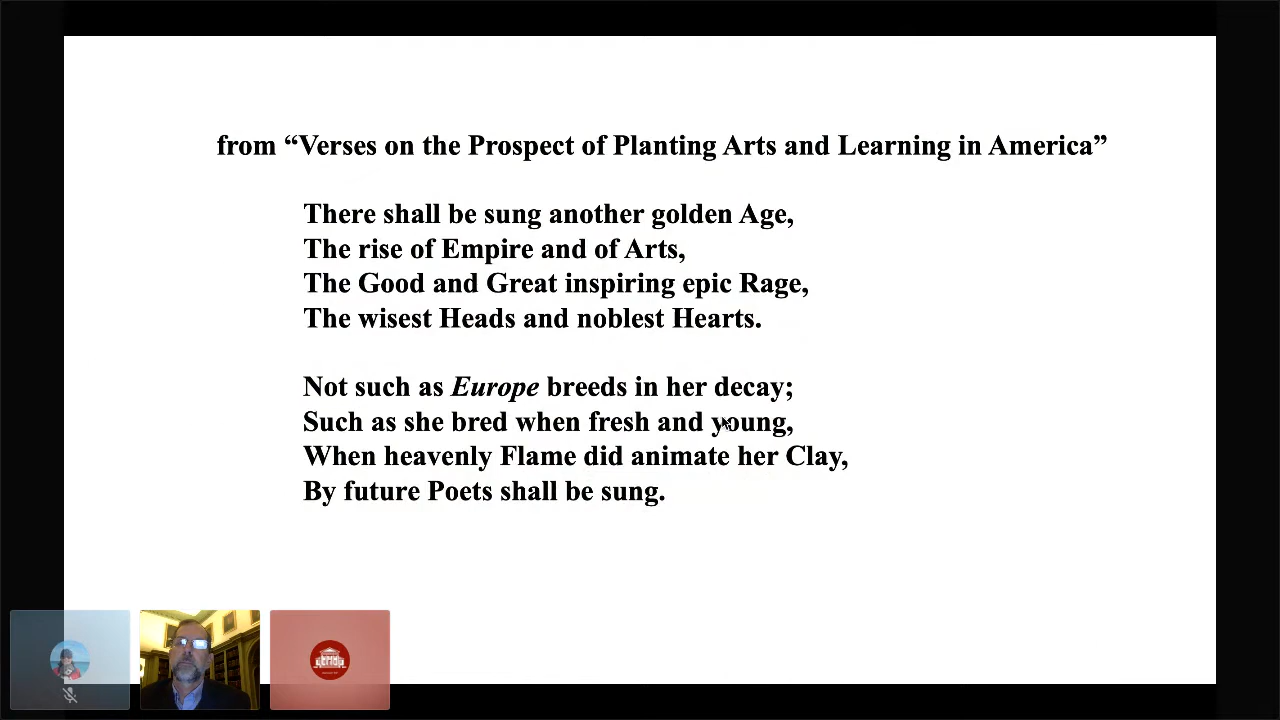 from “Verses on the Prospect of Planting Arts and Learning in America”
There shall be sung another golden Age,
The rise of Empire and of Arts,
The Good and Great inspiring epic Rage,
The wisest Heads and noblest Hearts.
Not such as Europe breeds in her decay;
Such as she bred when fresh and young,
When heavenly Flame did animate her Clay,
By future Poets shall be sung.